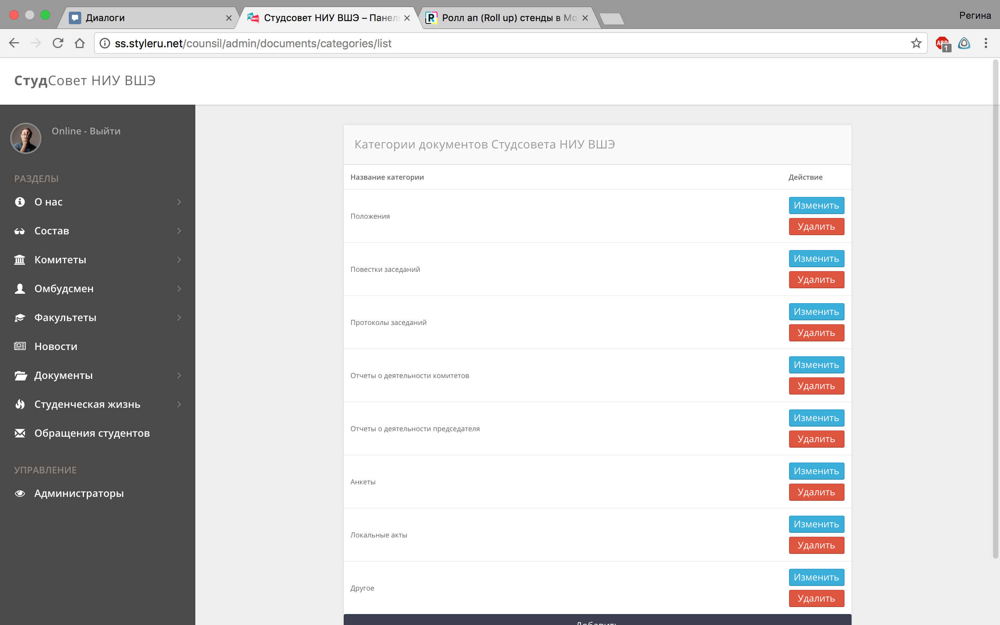 Диалоги
Студсовет НИУ ВШЭ – Панел
R Ролл ап (Roll up) стенды в Мо
Регина
ss.styleru.net/counsil/admin/documents/categories/list
ABP
1
СтудСовет НИУ ВШЭ
Online - Выйти
РАЗДЕЛЫ
О нас
Состав
Комитеты
Омбудсмен
Факультеты
Новости
Документы
Студенческая жизнь
Обращения студентов
УПРАВЛЕНИЕ
Администраторы
Категории документов Студсовета НИУ ВШЭ
Название категории Действие
Положения
Изменить
Удалить
Повестки заседаний
Изменить
Удалить
Протоколы заседаний
Изменить
Удалить
Отчеты о деятельности комитетов
Изменить
Удалить
Отчеты о деятельности председателя
Изменить
Удалить
Анкеты
Изменить
Удалить
Локальные акты
Изменить
Удалить
Другое
Изменить
Удалить
Добавить